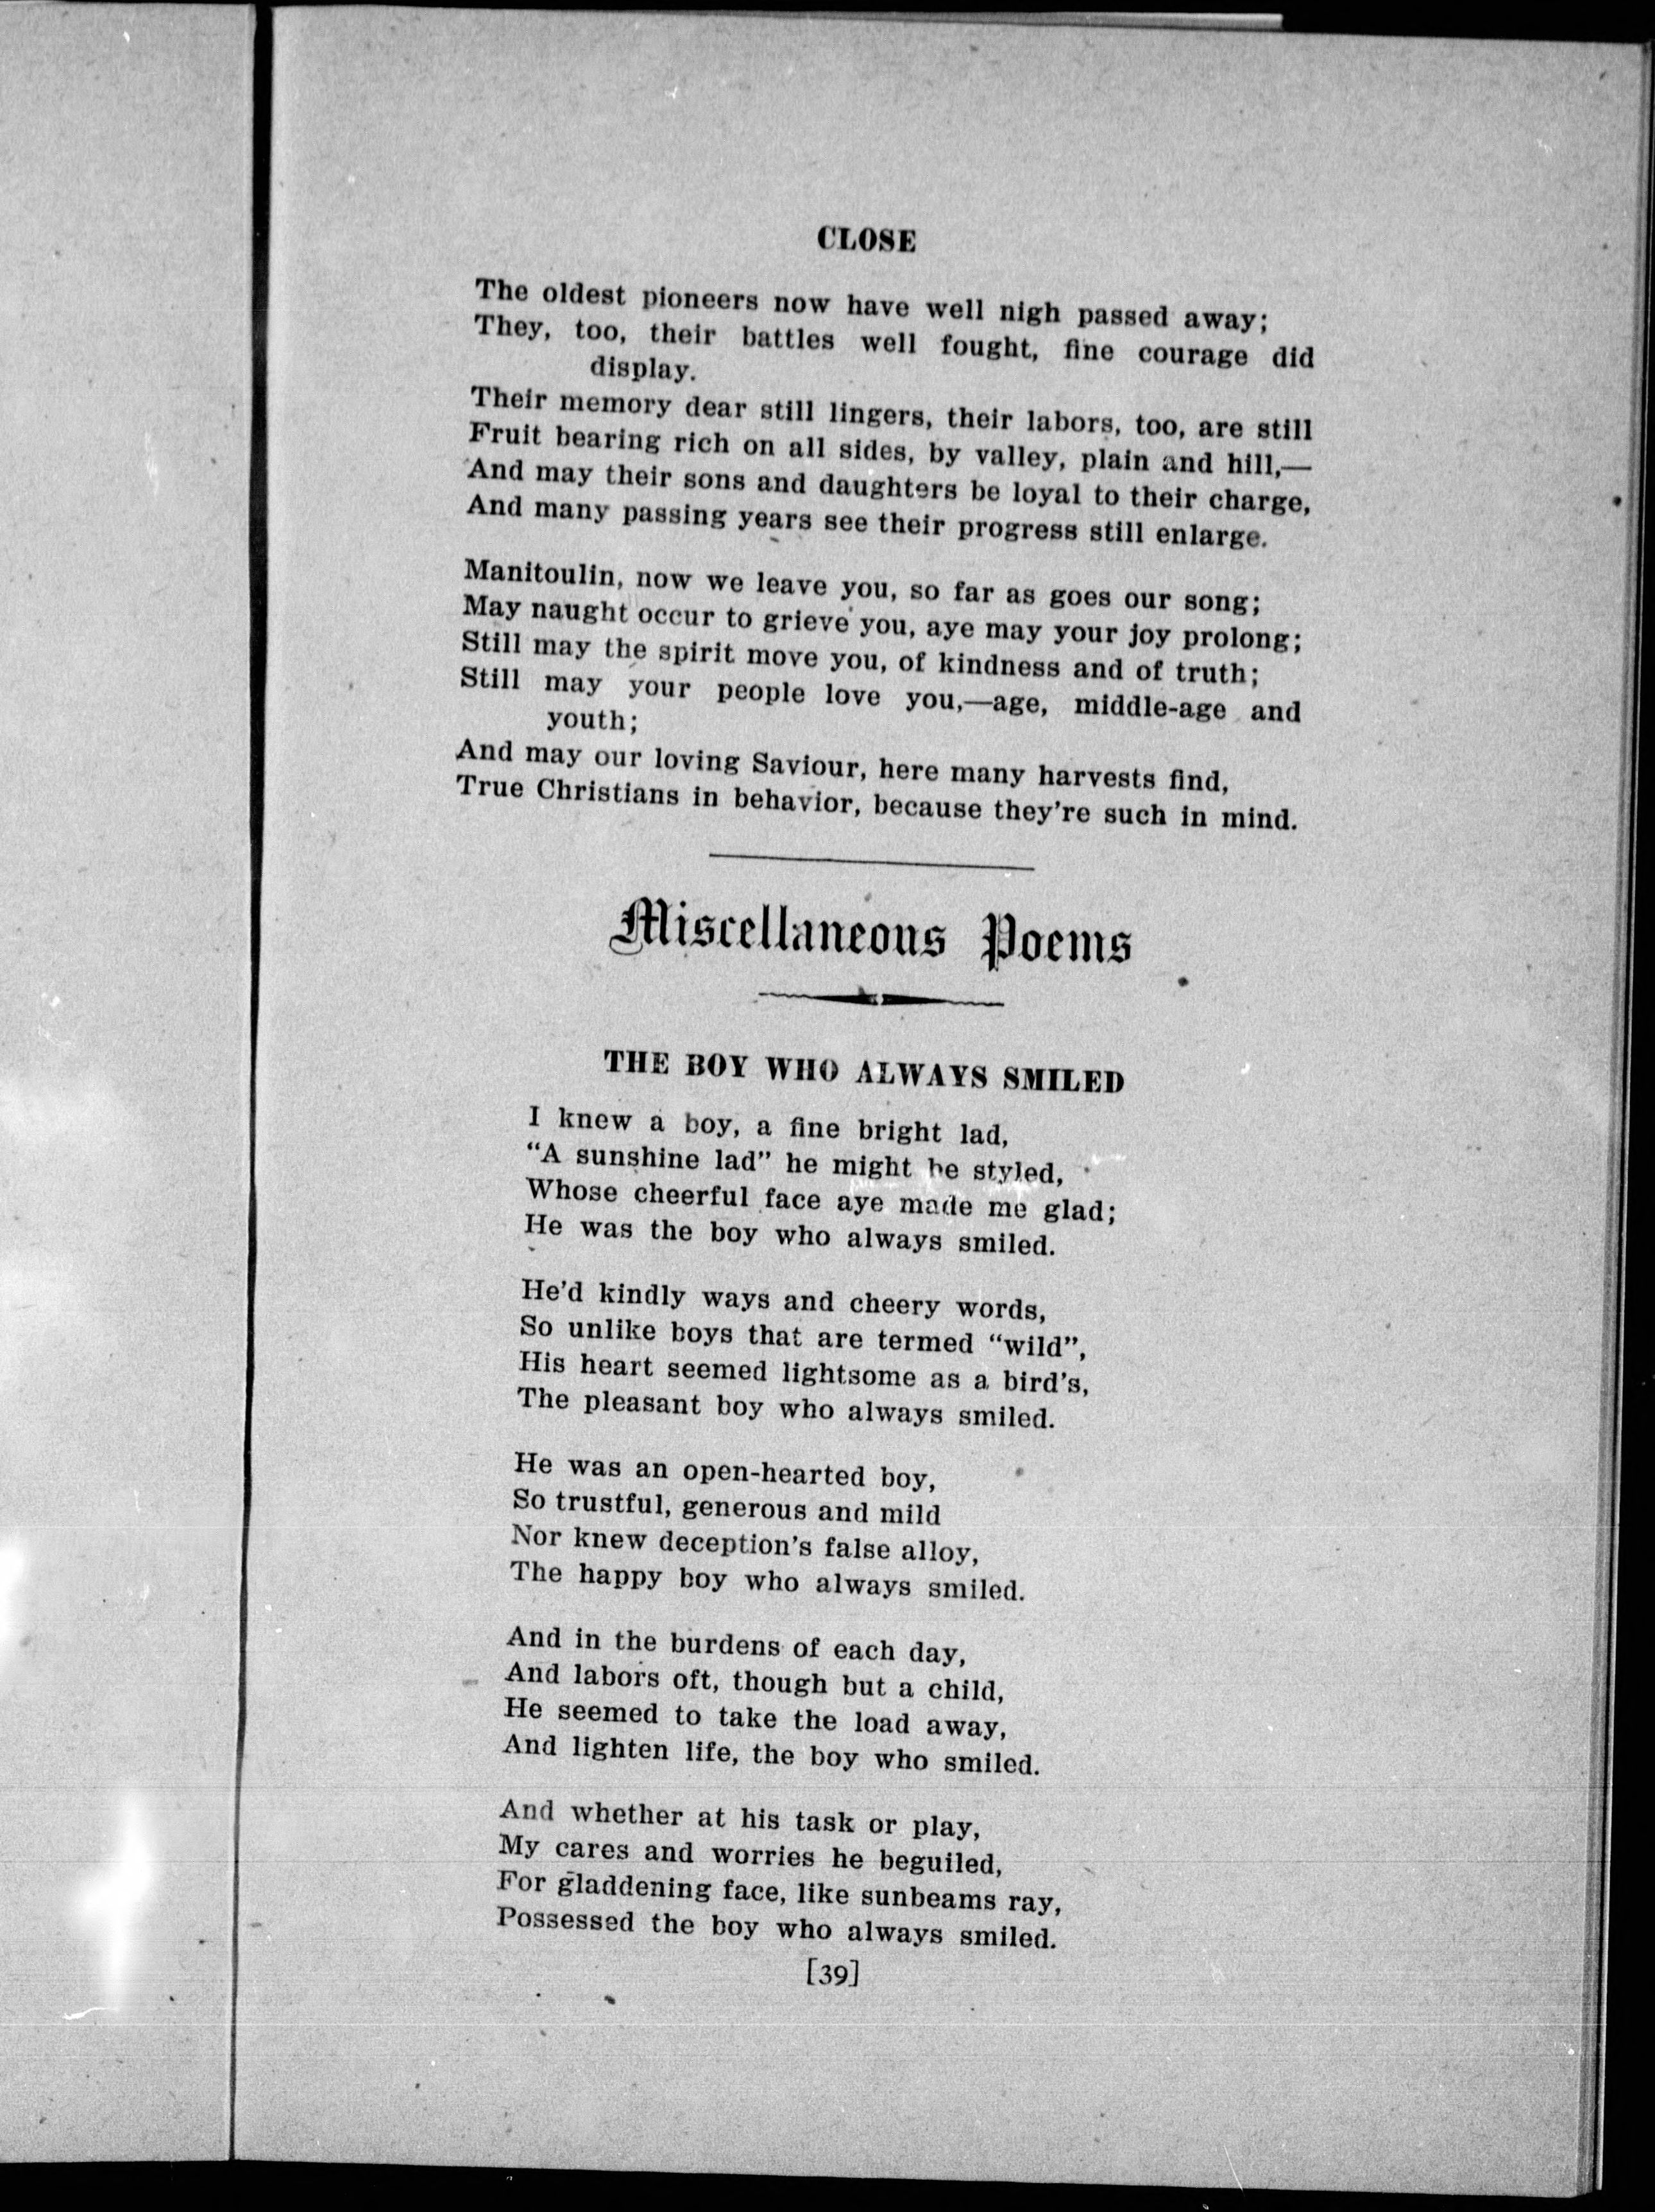 CLOSE
The oldest pioneers now have well nigh passed away;
They, too, their battles well fought, fine courage did
display.
Their memory dear still lingers, their labors, too, are still
Fruit bearing rich on all sides, by valley, plain and hill,—
And may their sons and daughters be loyal to their charge,
And many passing years see their progress still enlarge.
Manitoulin, now we leave you, so far as goes our song;
May naught occur to grieve you, aye may your joy prolong;
Still may the spirit move you, of kindness and of truth;
Still may your people love you,—age, middle-age and
youth;
And may our loving Saviour, here many harvests find,
True Christians in behavior, because they're such in mind.
Miscellaneous Poems
THE BOY WHO ALWAYS SMILED
I knew a boy, a fine bright lad,
“A sunshine lad” he might be styled,
Whose cheerful face aye made me glad;
He was the boy who always smiled.
He'd kindly ways and cheery words,
So unlike boys that are termed “wild”,
His heart seemed lightsome as a bird's,
The pleasant boy who always smiled.
He was an open-hearted boy,
So trustful, generous and mild
Nor knew deception's false alloy,
The happy boy who always smiled.
And in the burdens of each day,
And labors oft, though but a child,
He seemed to take the load away,
And lighten life, the boy who smiled.
And whether at his task or play,
My cares and worries he beguiled,
For gladdening face, like sunbeams ray,
Possessed the boy who always smiled.
[39]